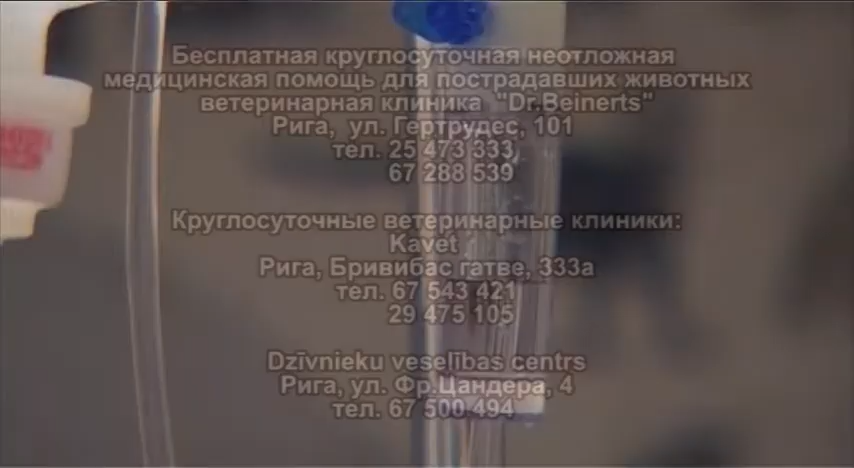 Бесплатная круглосуточная неотложная
медицинская помощь для пострадавших животных
ветеринарная клиника "Dr.Beinerts"
Рига, ул. Гертрудес, 101
тел. 25 473 333
67 288 539
Круглосуточные ветеринарные клиники:
Kavet
Рига, Бривибас гатве, 333а
тел. 67 543 421
29 475 105
Dzīvnieku veselības centrs
Рига, ул. Фр.Цандера, 4
тел. 67 500 494